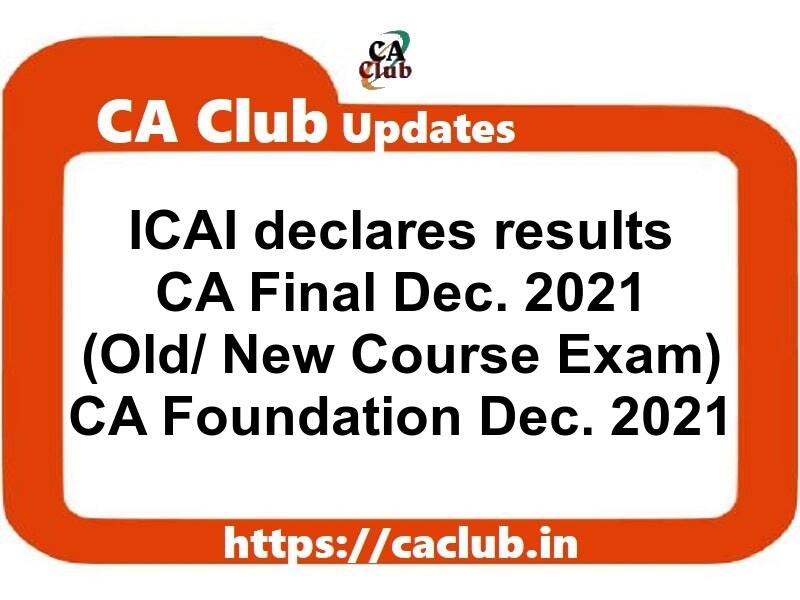 CA
Club
CA Club Updates
ICAI declares results
CA Final Dec. 2021
(Old/ New Course Exam)
CA Foundation Dec. 2021
https://caclub.in